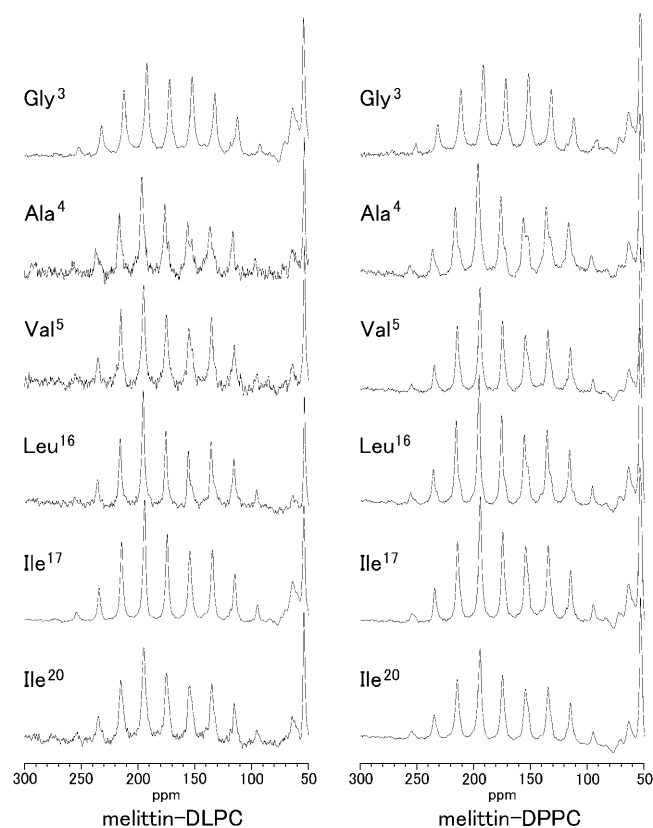 Gly³ Gly³
Ala⁴ Ala⁴
Val⁵ Val⁵
Leu¹⁶ Leu¹⁶
Ile¹⁷ Ile¹⁷
Ile²⁰ Ile²⁰
300 250 200 150 100 50 300 250 200 150 100 50
ppm ppm
melittin-DLPC melittin-DPPC